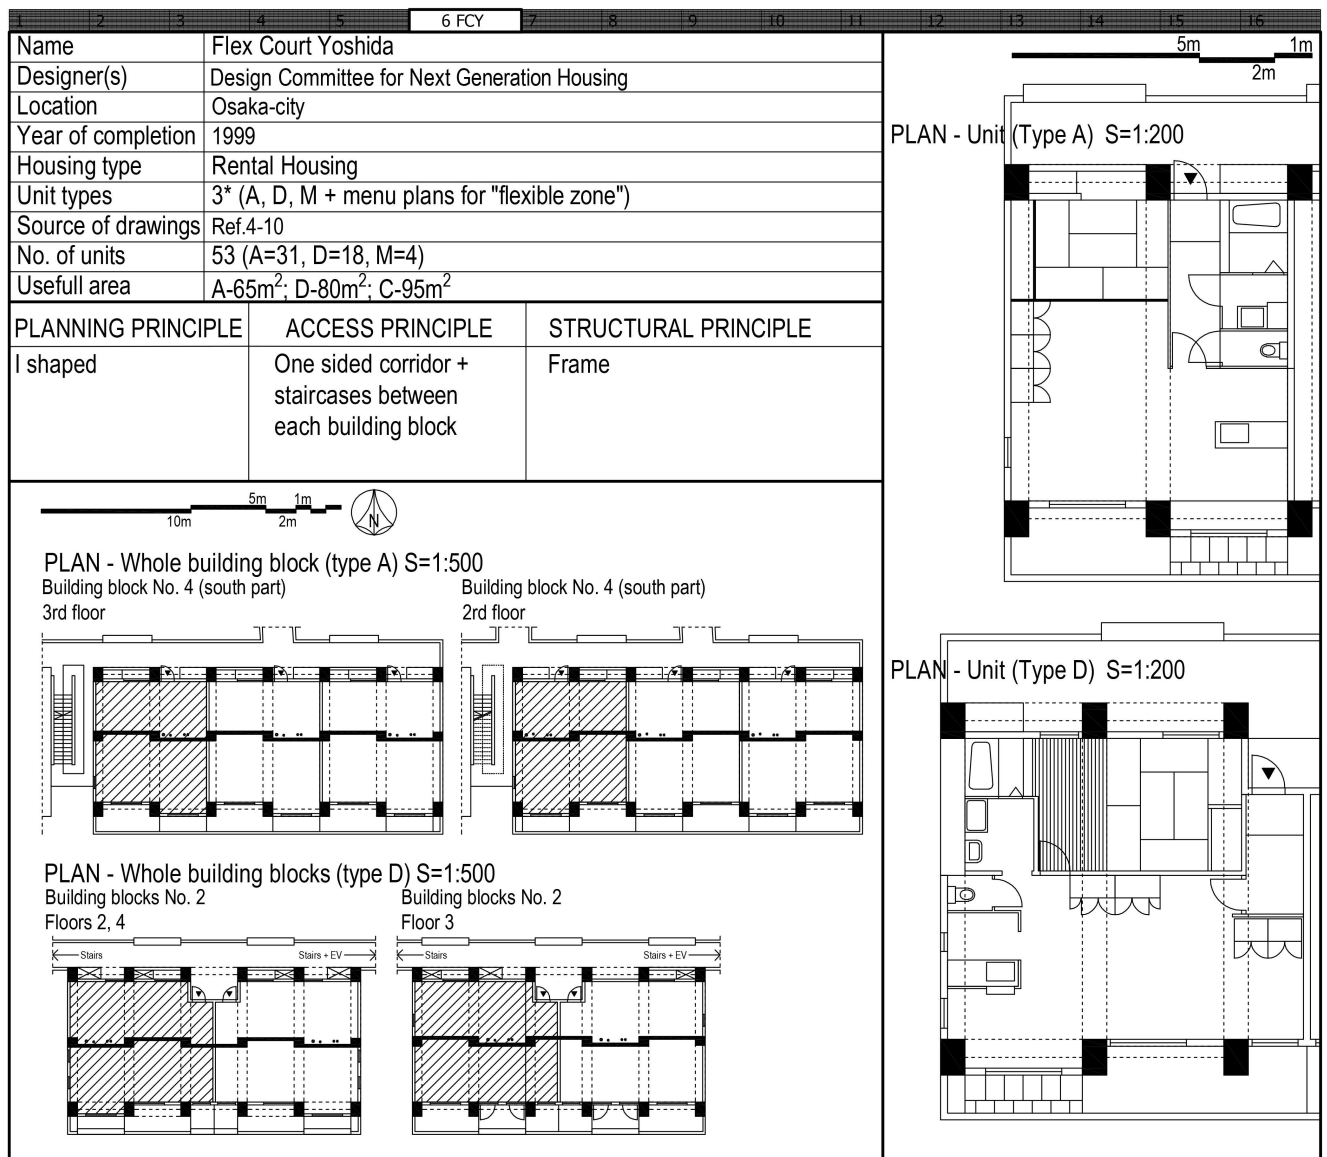 1 2 3 4 5 6 FCY 7 8 9 10 11 12 13 14 15 16
Name Flex Court Yoshida
Designer(s) Design Committee for Next Generation Housing
Location Osaka-city
Year of completion 1999
Housing type Rental Housing
Unit types 3* (A, D, M + menu plans for "flexible zone")
Source of drawings Ref.4-10
No. of units 53 (A=31, D=18, M=4)
Usefull area A-65m²; D-80m²; C-95m²
PLANNING PRINCIPLE
I shaped
ACCESS PRINCIPLE
One sided corridor +
staircases between
each building block
STRUCTURAL PRINCIPLE
Frame
10m 5m 2m 1m
N
PLAN - Whole building block (type A) S=1:500
Building block No. 4 (south part)
3rd floor
Building block No. 4 (south part)
2rd floor
PLAN - Whole building blocks (type D) S=1:500
Building blocks No. 2
Floors 2, 4
Stairs Stairs + EV
Building blocks No. 2
Floor 3
Stairs Stairs + EV
5m 2m 1m
PLAN - Unit (Type A) S=1:200
PLAN - Unit (Type D) S=1:200